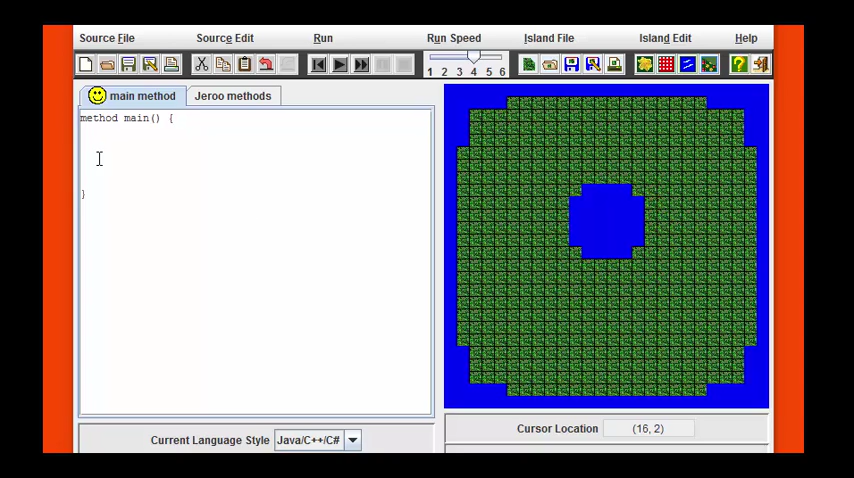 Source File Source Edit Run Run Speed Island File Island Edit Help
1 2 3 4 5 6
main method Jeroo methods
method main() {
}
Current Language Style Java/C++/C#
Cursor Location (16, 2)